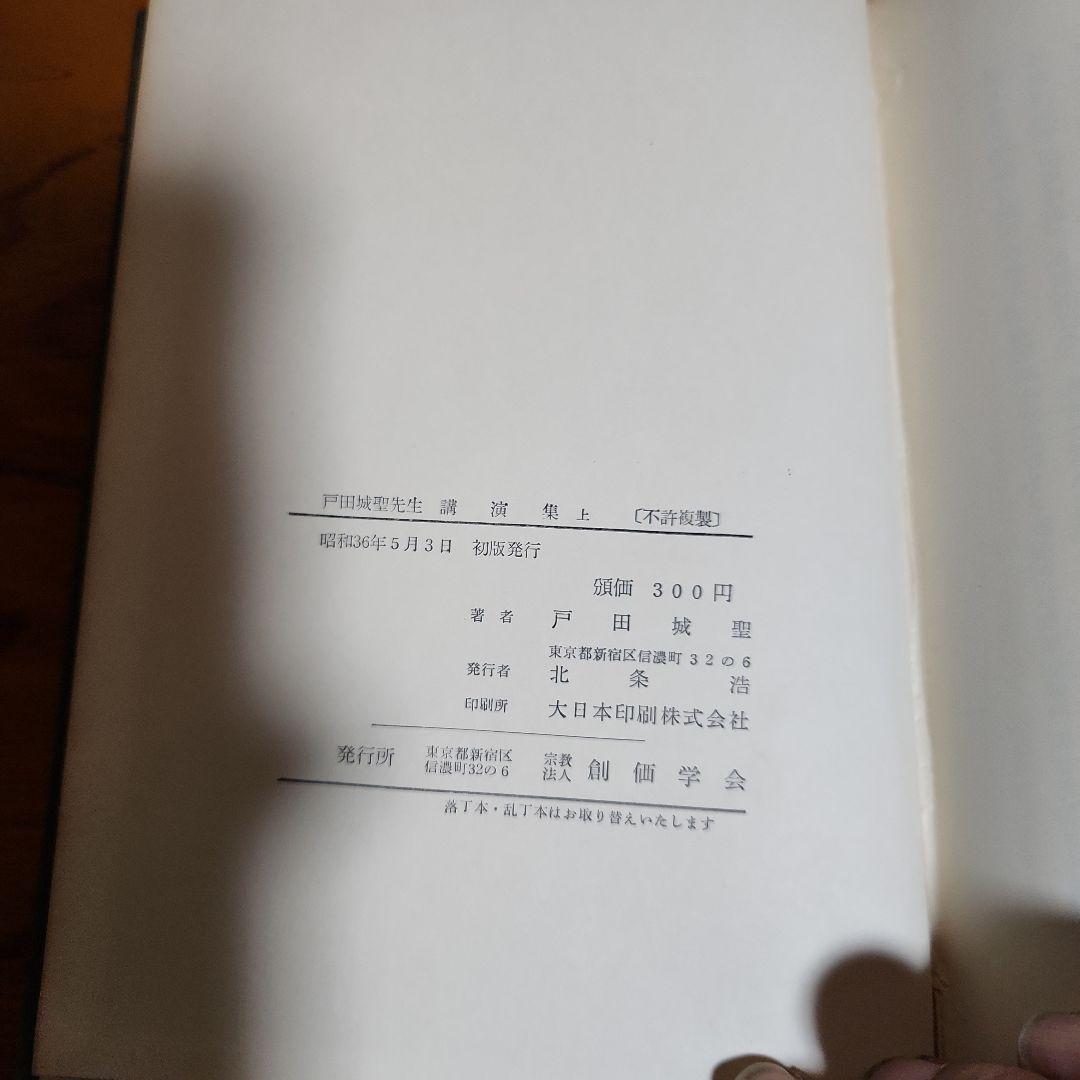 戸田城聖先生 講演集 上 〔不許複製〕
昭和36年5月3日 初版発行
頒価 300円
著者 戸田城聖
東京都新宿区信濃町32の6
発行者 北条浩
印刷所 大日本印刷株式会社
発行所 東京都新宿区信濃町32の6 宗教法人 創価学会
落丁本・乱丁本はお取り替えいたします